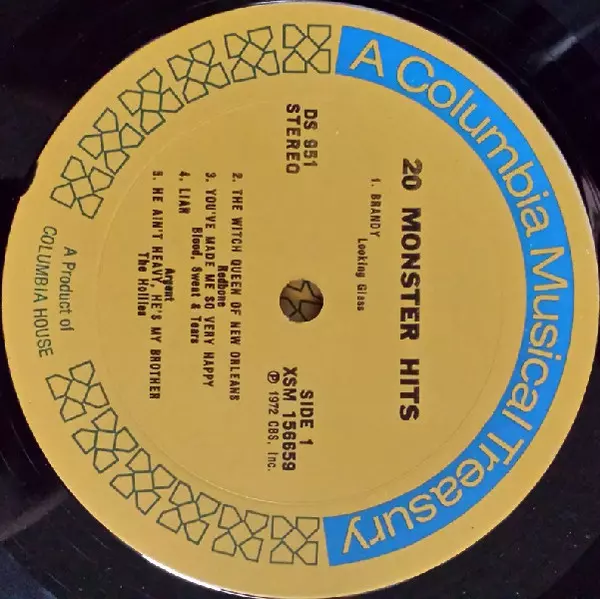 A Columbia Musical Treasury
20 MONSTER HITS
DS 951
STEREO
SIDE 1
XSM 156659
℗ 1972 CBS, Inc.
1. BRANDY
Looking Glass
2. THE WITCH QUEEN OF NEW ORLEANS
Redbone
3. YOU'VE MADE ME SO VERY HAPPY
Blood, Sweat & Tears
4. LIAR
Argent
5. HE AIN'T HEAVY, HE'S MY BROTHER
The Hollies
A Product of
COLUMBIA HOUSE